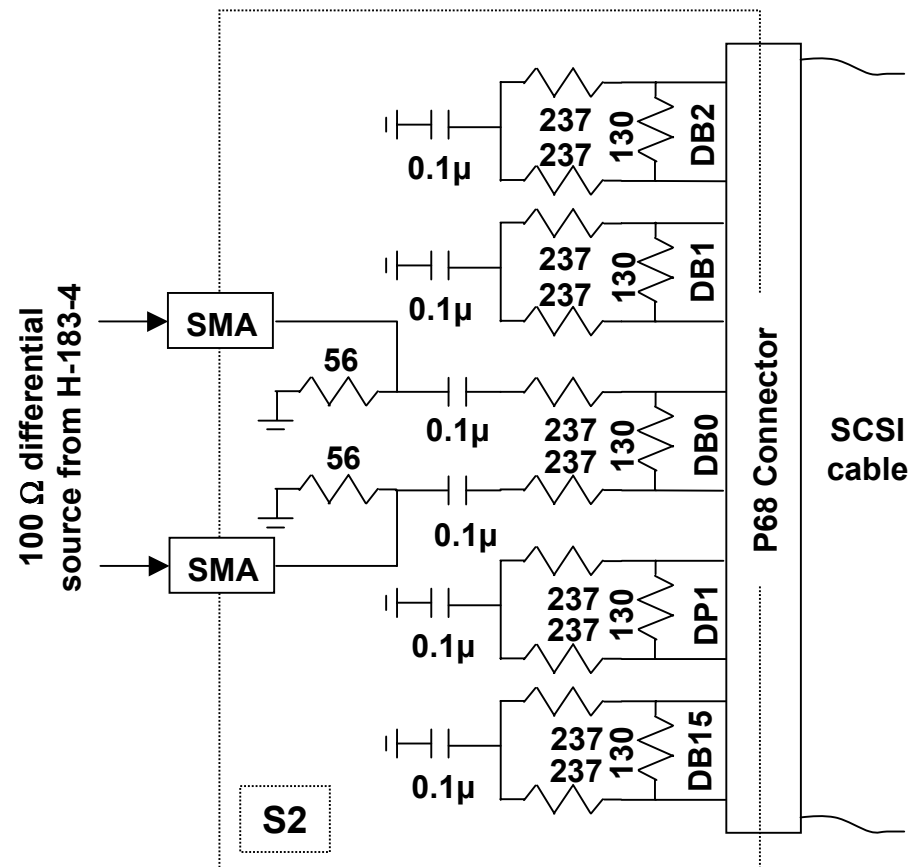 237
237
130
DB2
0.1µ
237
237
130
DB1
0.1µ
SMA
56
0.1µ
237
237
130
DB0
56
0.1µ
SMA
100 Ω differential
source from H-183-4
237
237
130
DP1
0.1µ
237
237
130
DB15
0.1µ
S2
P68 Connector
SCSI
cable